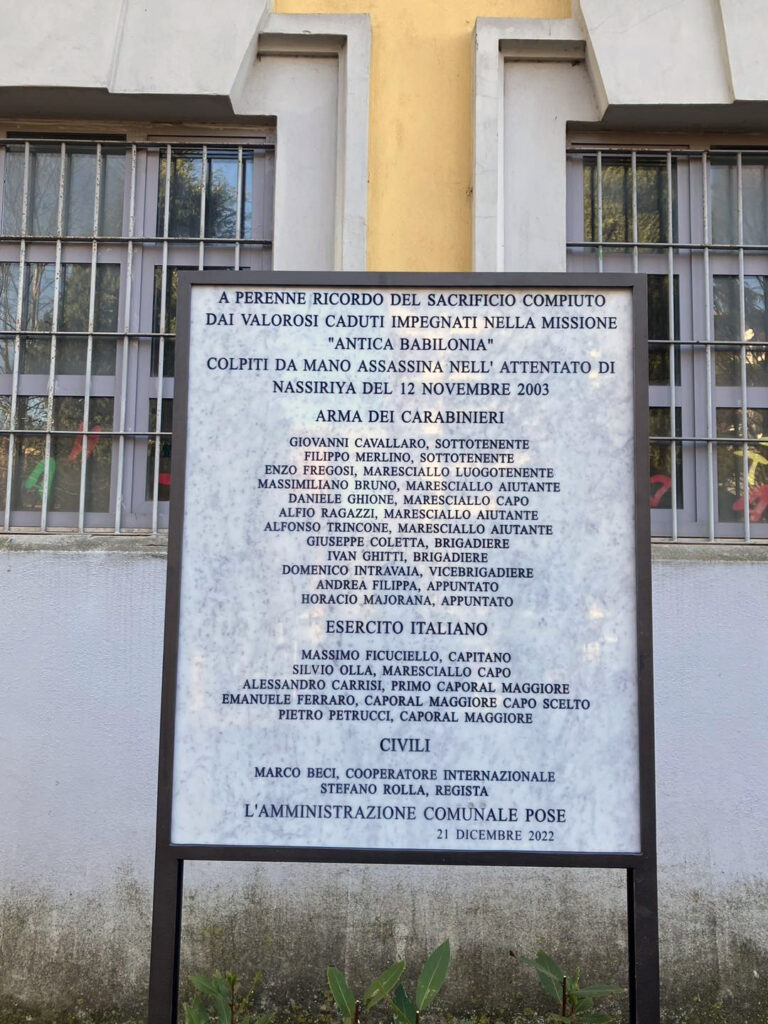 A PERENNE RICORDO DEL SACRIFICIO COMPIUTO
DAI VALOROSI CADUTI IMPEGNATI NELLA MISSIONE
"ANTICA BABILONIA"
COLPITI DA MANO ASSASSINA NELL' ATTENTATO DI
NASSIRIYA DEL 12 NOVEMBRE 2003
ARMA DEI CARABINIERI
GIOVANNI CAVALLARO, SOTTOTENENTE
FILIPPO MERLINO, SOTTOTENENTE
ENZO FREGOSI, MARESCIALLO LUOGOTENENTE
MASSIMILIANO BRUNO, MARESCIALLO AIUTANTE
DANIELE GHIONE, MARESCIALLO CAPO
ALFIO RAGAZZI, MARESCIALLO AIUTANTE
ALFONSO TRINCONE, MARESCIALLO AIUTANTE
GIUSEPPE COLETTA, BRIGADIERE
IVAN GHITTI, BRIGADIERE
DOMENICO INTRAVAIA, VICEBRIGADIERE
ANDREA FILIPPA, APPUNTATO
HORACIO MAJORANA, APPUNTATO
ESERCITO ITALIANO
MASSIMO FICUCIELLO, CAPITANO
SILVIO OLLA, MARESCIALLO CAPO
ALESSANDRO CARRISI, PRIMO CAPORAL MAGGIORE
EMANUELE FERRARO, CAPORAL MAGGIORE CAPO SCELTO
PIETRO PETRUCCI, CAPORAL MAGGIORE
CIVILI
MARCO BECI, COOPERATORE INTERNAZIONALE
STEFANO ROLLA, REGISTA
L'AMMINISTRAZIONE COMUNALE POSE
21 DICEMBRE 2022